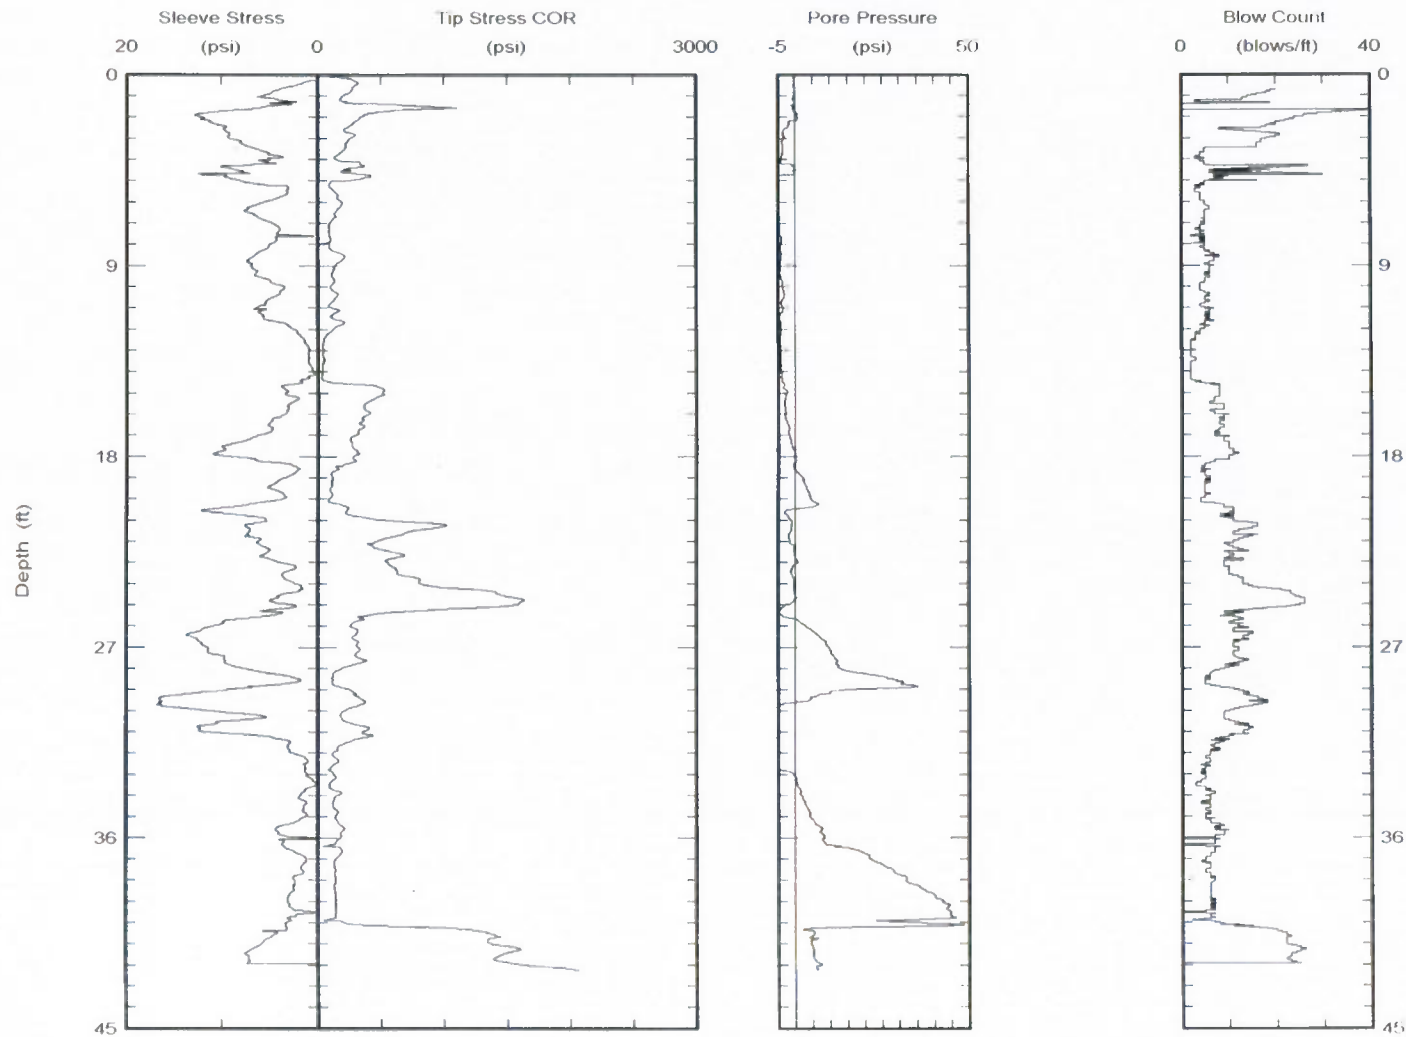 Sleeve Stress Tip Stress COR Pore Pressure Blow Count
(psi) (psi) (psi) (blows/ft)
20 0 3000 -5 50 0 40
0 0
9 9
18 18
Depth (ft)
27 27
36 36
45 45